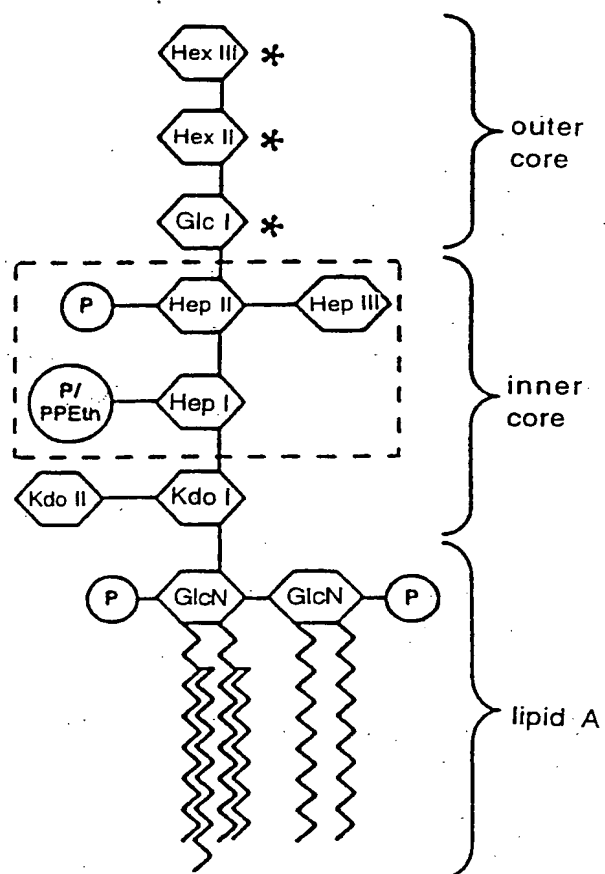 Hex III *
Hex II *
outer
core
Glc I *
P Hep II Hep III
P/
PPEth
Hep I
inner
core
Kdo II Kdo I
P GlcN GlcN P
lipid A